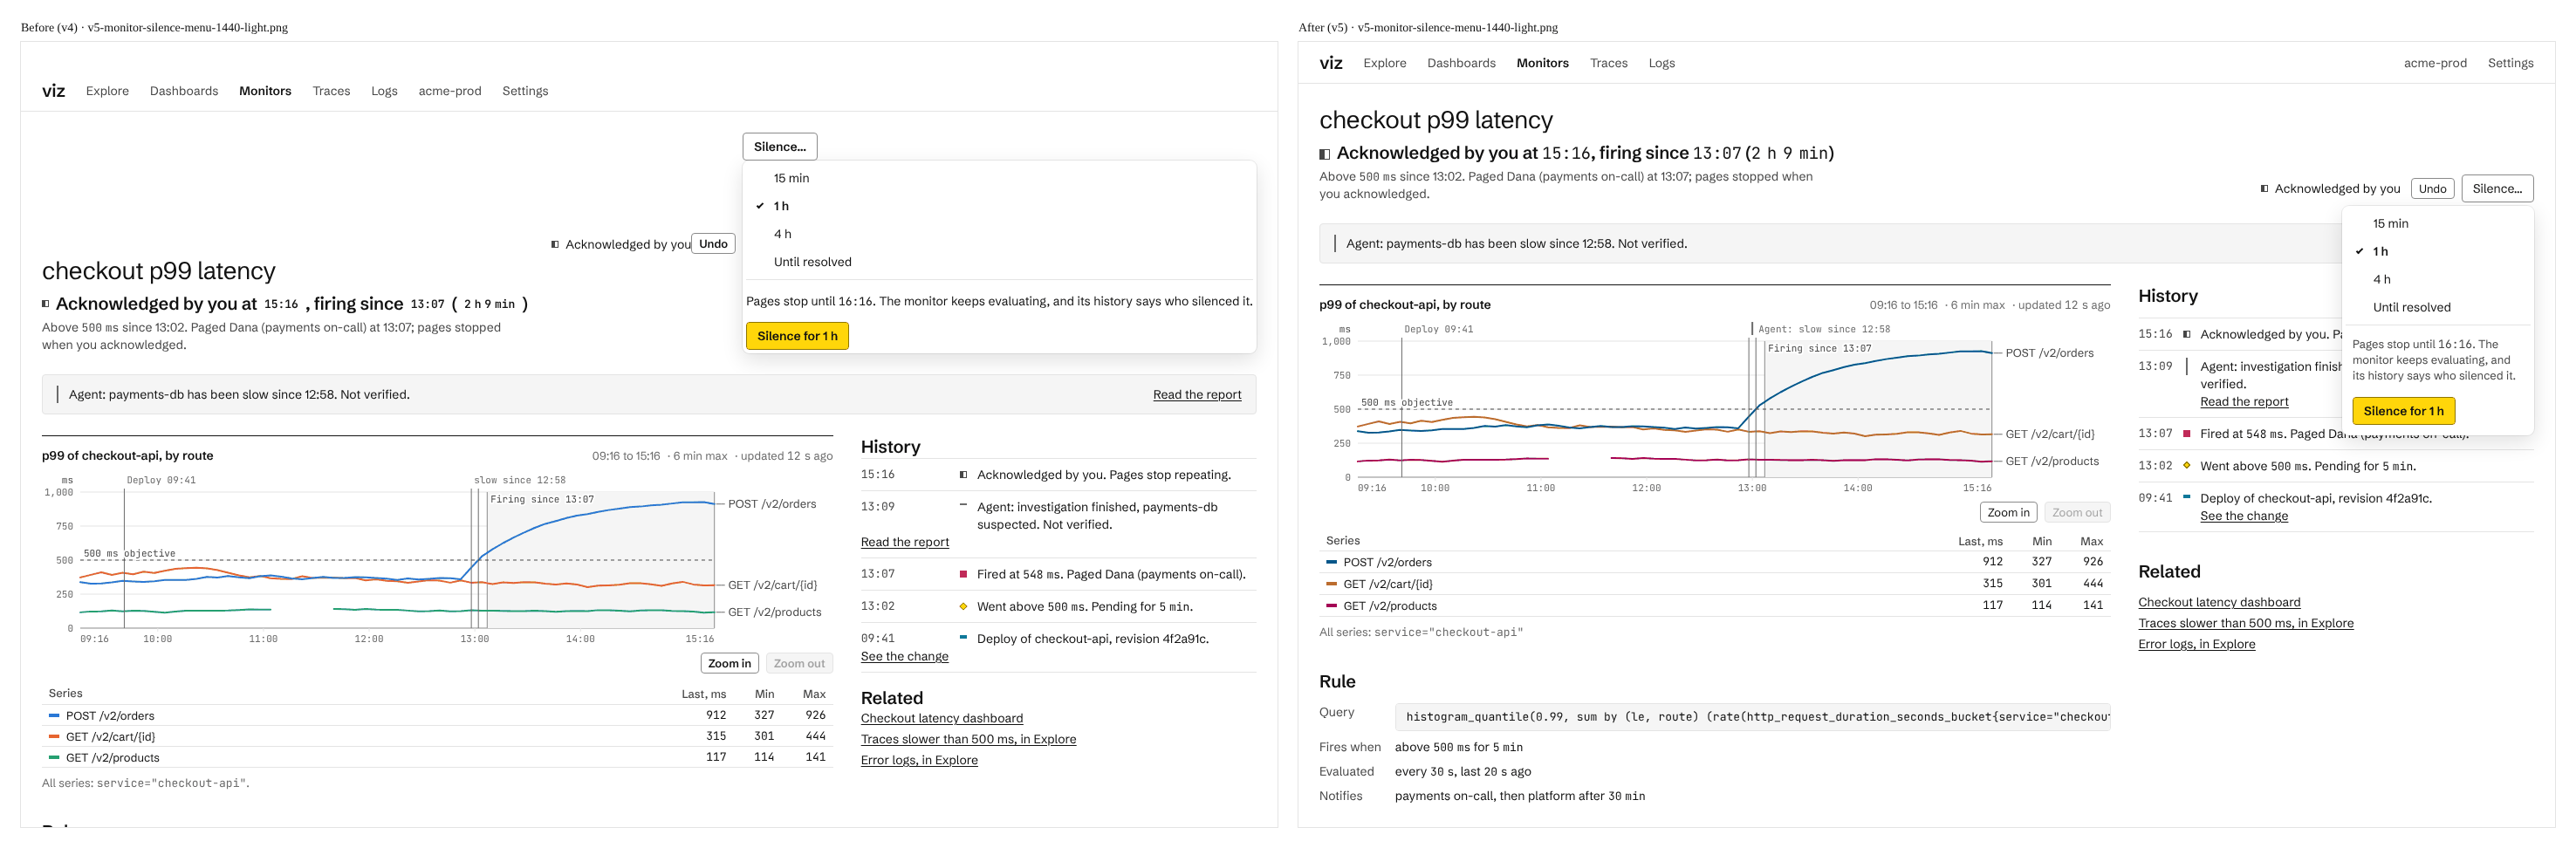 Before (v4) · v5-monitor-silence-menu-1440-light.png
viz Explore Dashboards Monitors Traces Logs acme-prod Settings
Silence...
15 min
1 h
4 h
Until resolved
Pages stop until 16:16. The monitor keeps evaluating, and its history says who silenced it.
Silence for 1 h
Acknowledged by you Undo
checkout p99 latency
Acknowledged by you at 15:16 , firing since 13:07 ( 2 h 9 min )
Above 500 ms since 13:02. Paged Dana (payments on-call) at 13:07; pages stopped
when you acknowledged.
Agent: payments-db has been slow since 12:58. Not verified. Read the report
p99 of checkout-api, by route 09:16 to 15:16 · 6 min max · updated 12 s ago
ms Deploy 09:41 slow since 12:58
1,000 Firing since 13:07
POST /v2/orders
750
500 ms objective
500
GET /v2/cart/{id}
250
GET /v2/products
0
09:16 10:00 11:00 12:00 13:00 14:00 15:16
Zoom in Zoom out
Series Last, ms Min Max
POST /v2/orders 912 327 926
GET /v2/cart/{id} 315 301 444
GET /v2/products 117 114 141
All series: service="checkout-api".
History
15:16 Acknowledged by you. Pages stop repeating.
13:09 Agent: investigation finished, payments-db
suspected. Not verified.
Read the report
13:07 Fired at 548 ms. Paged Dana (payments on-call).
13:02 Went above 500 ms. Pending for 5 min.
09:41 Deploy of checkout-api, revision 4f2a91c.
See the change
Related
Checkout latency dashboard
Traces slower than 500 ms, in Explore
Error logs, in Explore
After (v5) · v5-monitor-silence-menu-1440-light.png
viz Explore Dashboards Monitors Traces Logs acme-prod Settings
checkout p99 latency
Acknowledged by you at 15:16, firing since 13:07 (2 h 9 min)
Above 500 ms since 13:02. Paged Dana (payments on-call) at 13:07; pages stopped when
you acknowledged.
Acknowledged by you Undo Silence...
15 min
1 h
4 h
Until resolved
Pages stop until 16:16. The
monitor keeps evaluating, and
its history says who silenced it.
Silence for 1 h
Agent: payments-db has been slow since 12:58. Not verified.
p99 of checkout-api, by route 09:16 to 15:16 · 6 min max · updated 12 s ago
ms Deploy 09:41 Agent: slow since 12:58
1,000 Firing since 13:07
POST /v2/orders
750
500 ms objective
500
GET /v2/cart/{id}
250
GET /v2/products
0
09:16 10:00 11:00 12:00 13:00 14:00 15:16
Zoom in Zoom out
Series Last, ms Min Max
POST /v2/orders 912 327 926
GET /v2/cart/{id} 315 301 444
GET /v2/products 117 114 141
All series: service="checkout-api"
Rule
Query histogram_quantile(0.99, sum by (le, route) (rate(http_request_duration_seconds_bucket{service="checkout
Fires when above 500 ms for 5 min
Evaluated every 30 s, last 20 s ago
Notifies payments on-call, then platform after 30 min
History
15:16 Acknowledged by you.
13:09 Agent: investigation
verified.
Read the report
13:07 Fired at 548 ms. Paged Dana (payments on-call).
13:02 Went above 500 ms. Pending for 5 min.
09:41 Deploy of checkout-api, revision 4f2a91c.
See the change
Related
Checkout latency dashboard
Traces slower than 500 ms, in Explore
Error logs, in Explore